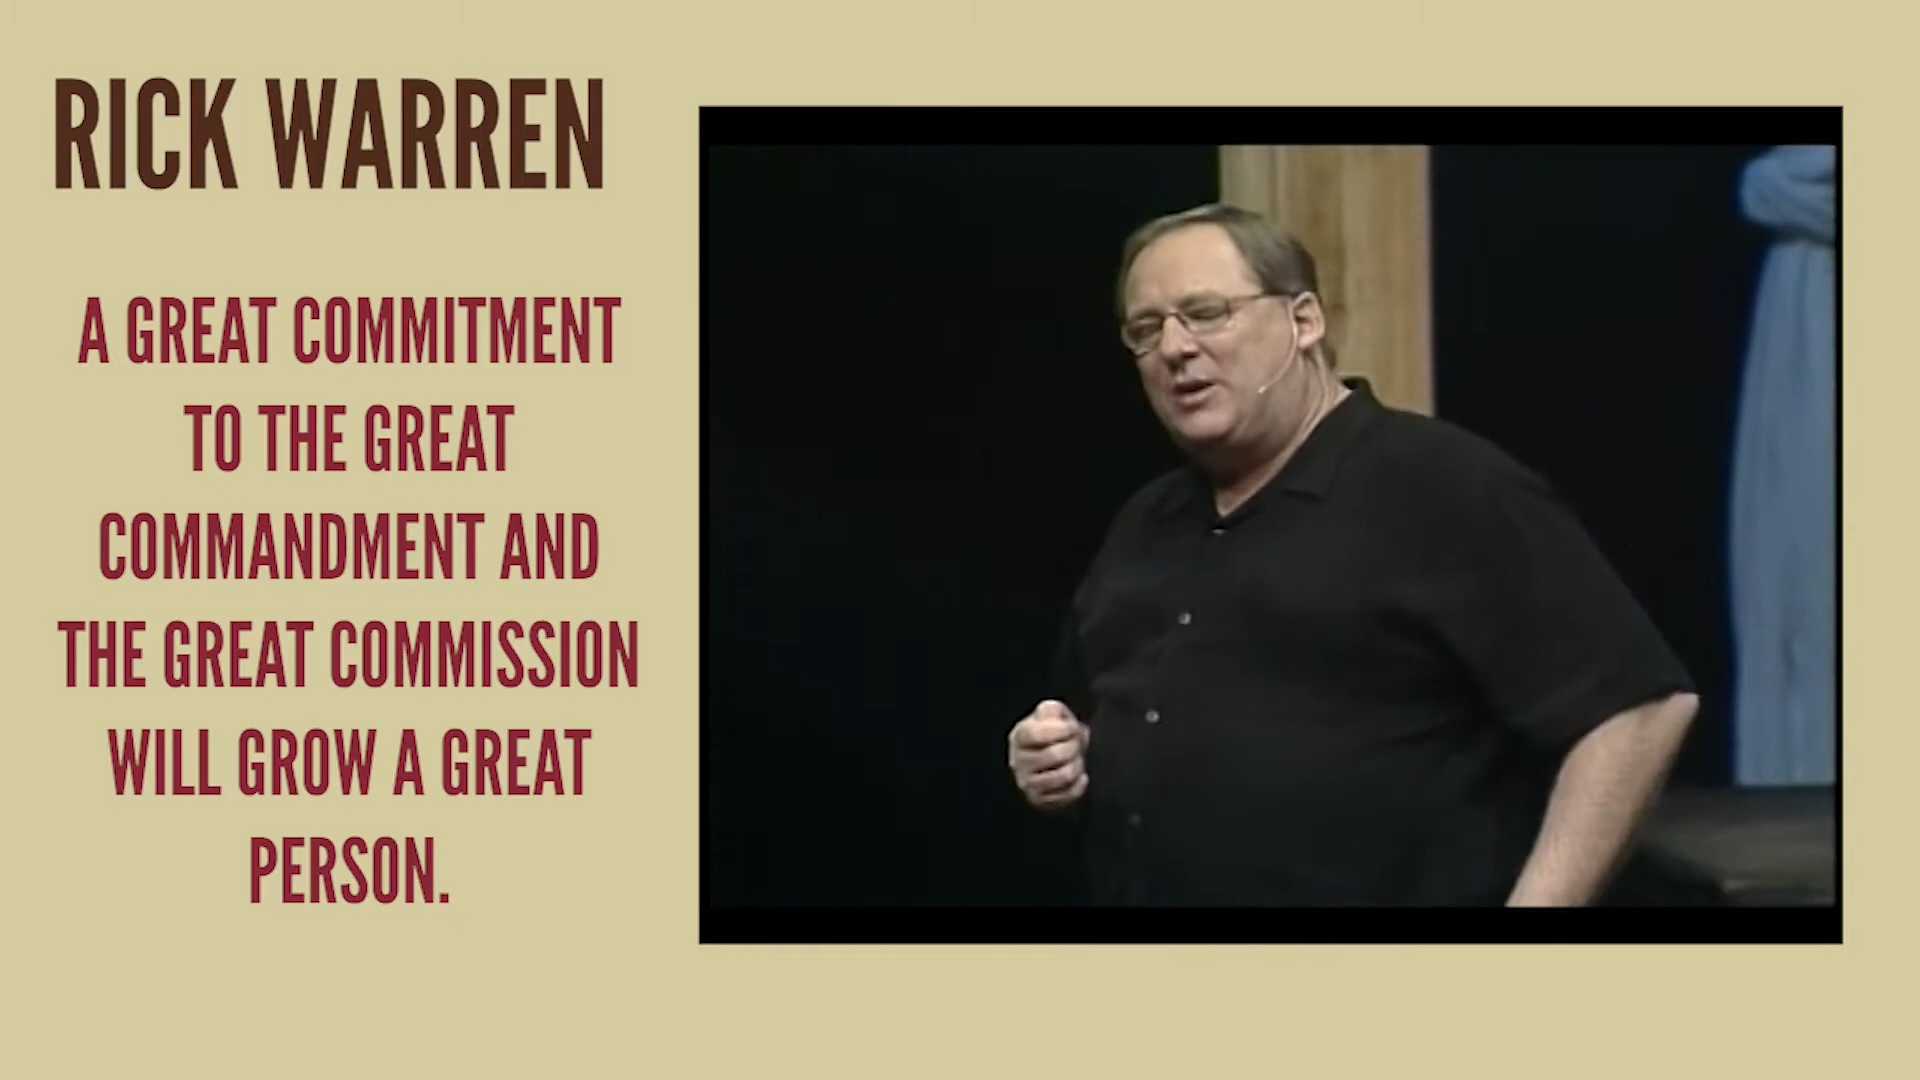 RICK WARREN
A GREAT COMMITMENT
TO THE GREAT
COMMANDMENT AND
THE GREAT COMMISSION
WILL GROW A GREAT
PERSON.